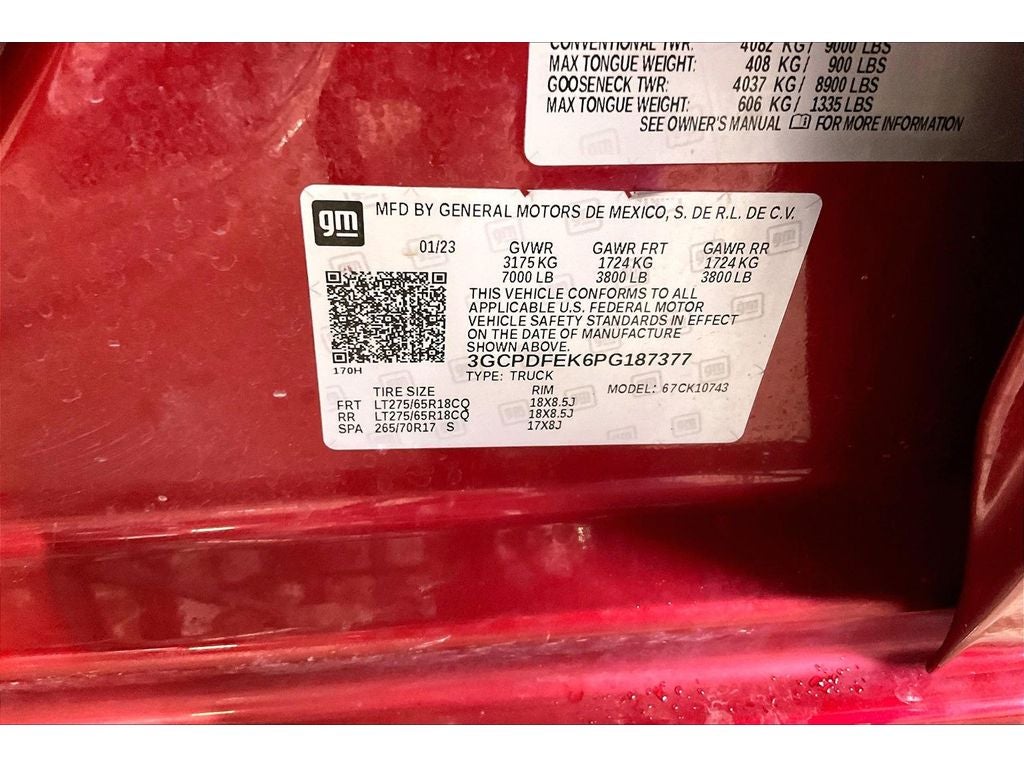 CONVENTIONAL TWR: 4082 KG/ 9000 LBS
MAX TONGUE WEIGHT: 408 KG/ 900 LBS
GOOSENECK TWR: 4037 KG/ 8900 LBS
MAX TONGUE WEIGHT: 606 KG/ 1335 LBS
SEE OWNER'S MANUAL FOR MORE INFORMATION
gm MFD BY GENERAL MOTORS DE MEXICO, S. DE R.L. DE C.V.
01/23 GVWR GAWR FRT GAWR RR
3175 KG 1724 KG 1724 KG
7000 LB 3800 LB 3800 LB
THIS VEHICLE CONFORMS TO ALL
APPLICABLE U.S. FEDERAL MOTOR
VEHICLE SAFETY STANDARDS IN EFFECT
ON THE DATE OF MANUFACTURE
SHOWN ABOVE.
3GCPDFEK6PG187377
170H
TYPE: TRUCK
TIRE SIZE RIM MODEL: 67CK10743
FRT LT275/65R18CQ 18X8.5J
RR LT275/65R18CQ 18X8.5J
SPA 265/70R17 S 17X8J